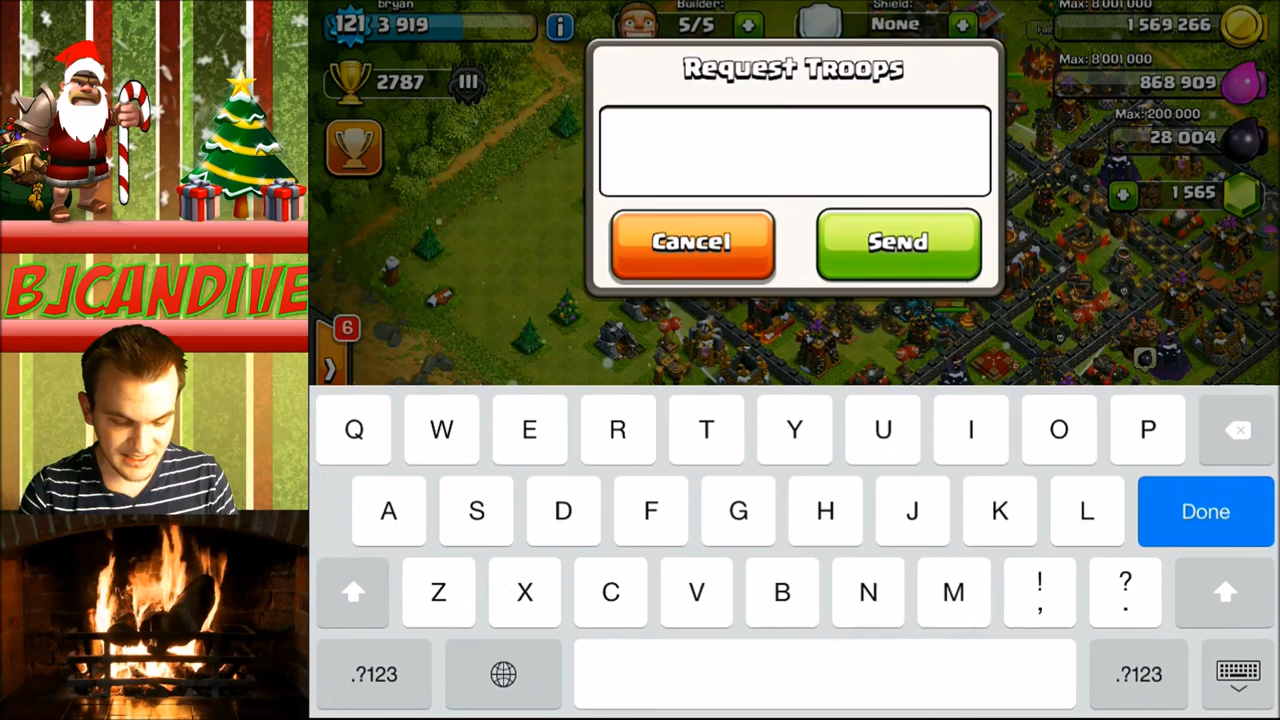 bryan
121 3 919
Builder:
5/5
Shield:
None
Max: 8 001 000
Full
1 569 266
2787
III
Max: 8 001 000
868 909
Max: 200 000
28 004
1 565
Request Troops
Cancel
Send
BJCANDIVE
6
Q W E R T Y U I O P
A S D F G H J K L Done
Z X C V B N M ! , ? .
.?123 .?123